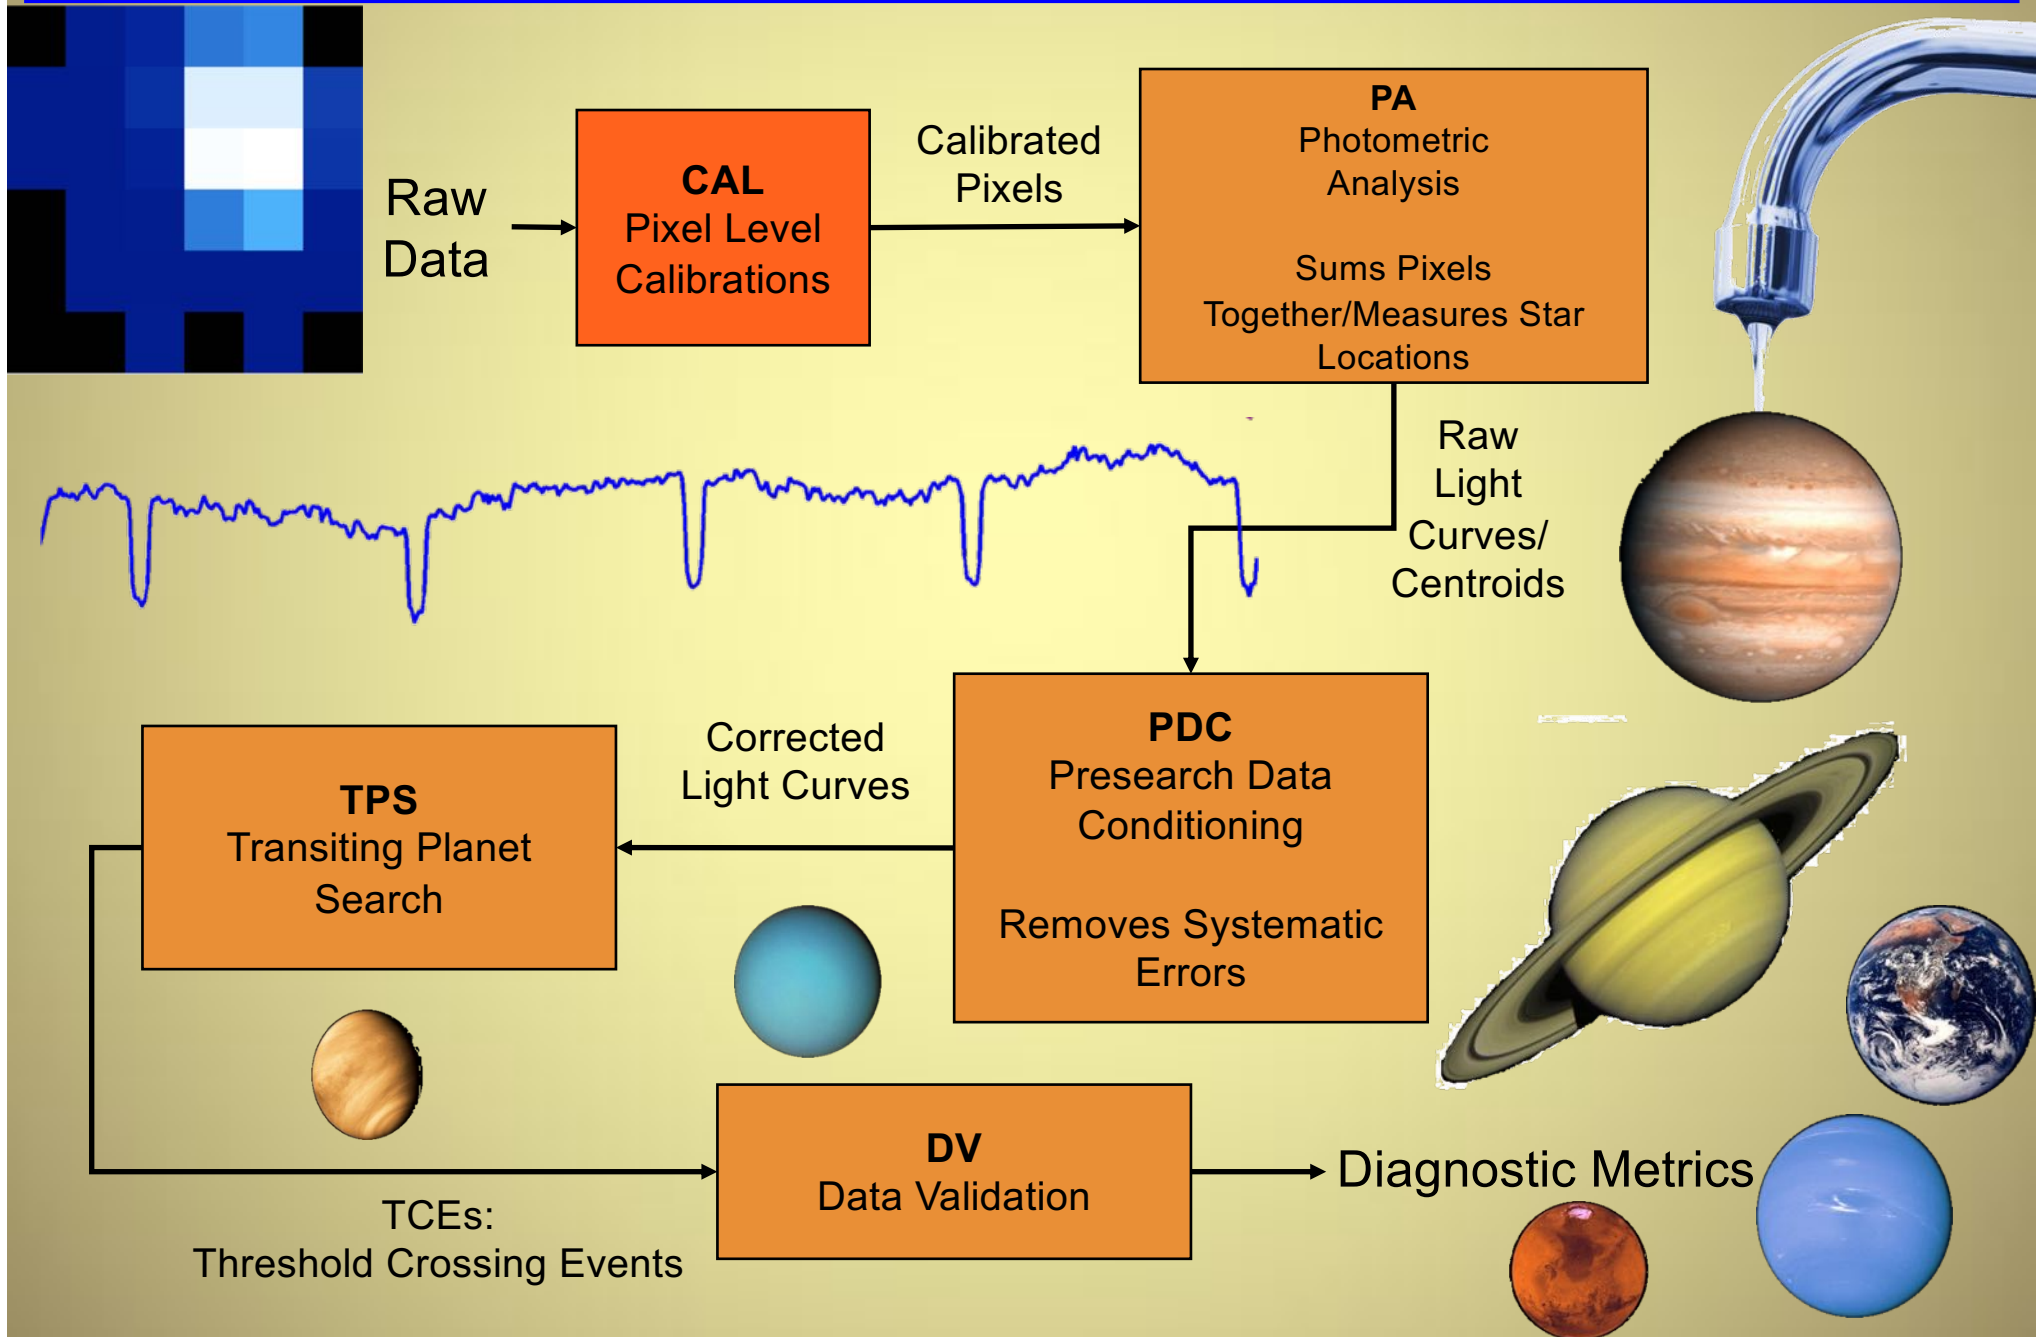 Raw
Data
CAL
Pixel Level
Calibrations
Calibrated
Pixels
PA
Photometric
Analysis
Sums Pixels
Together/Measures Star
Locations
Raw
Light
Curves/
Centroids
PDC
Presearch Data
Conditioning
Removes Systematic
Errors
Corrected
Light Curves
TPS
Transiting Planet
Search
TCEs:
Threshold Crossing Events
DV
Data Validation
Diagnostic Metrics